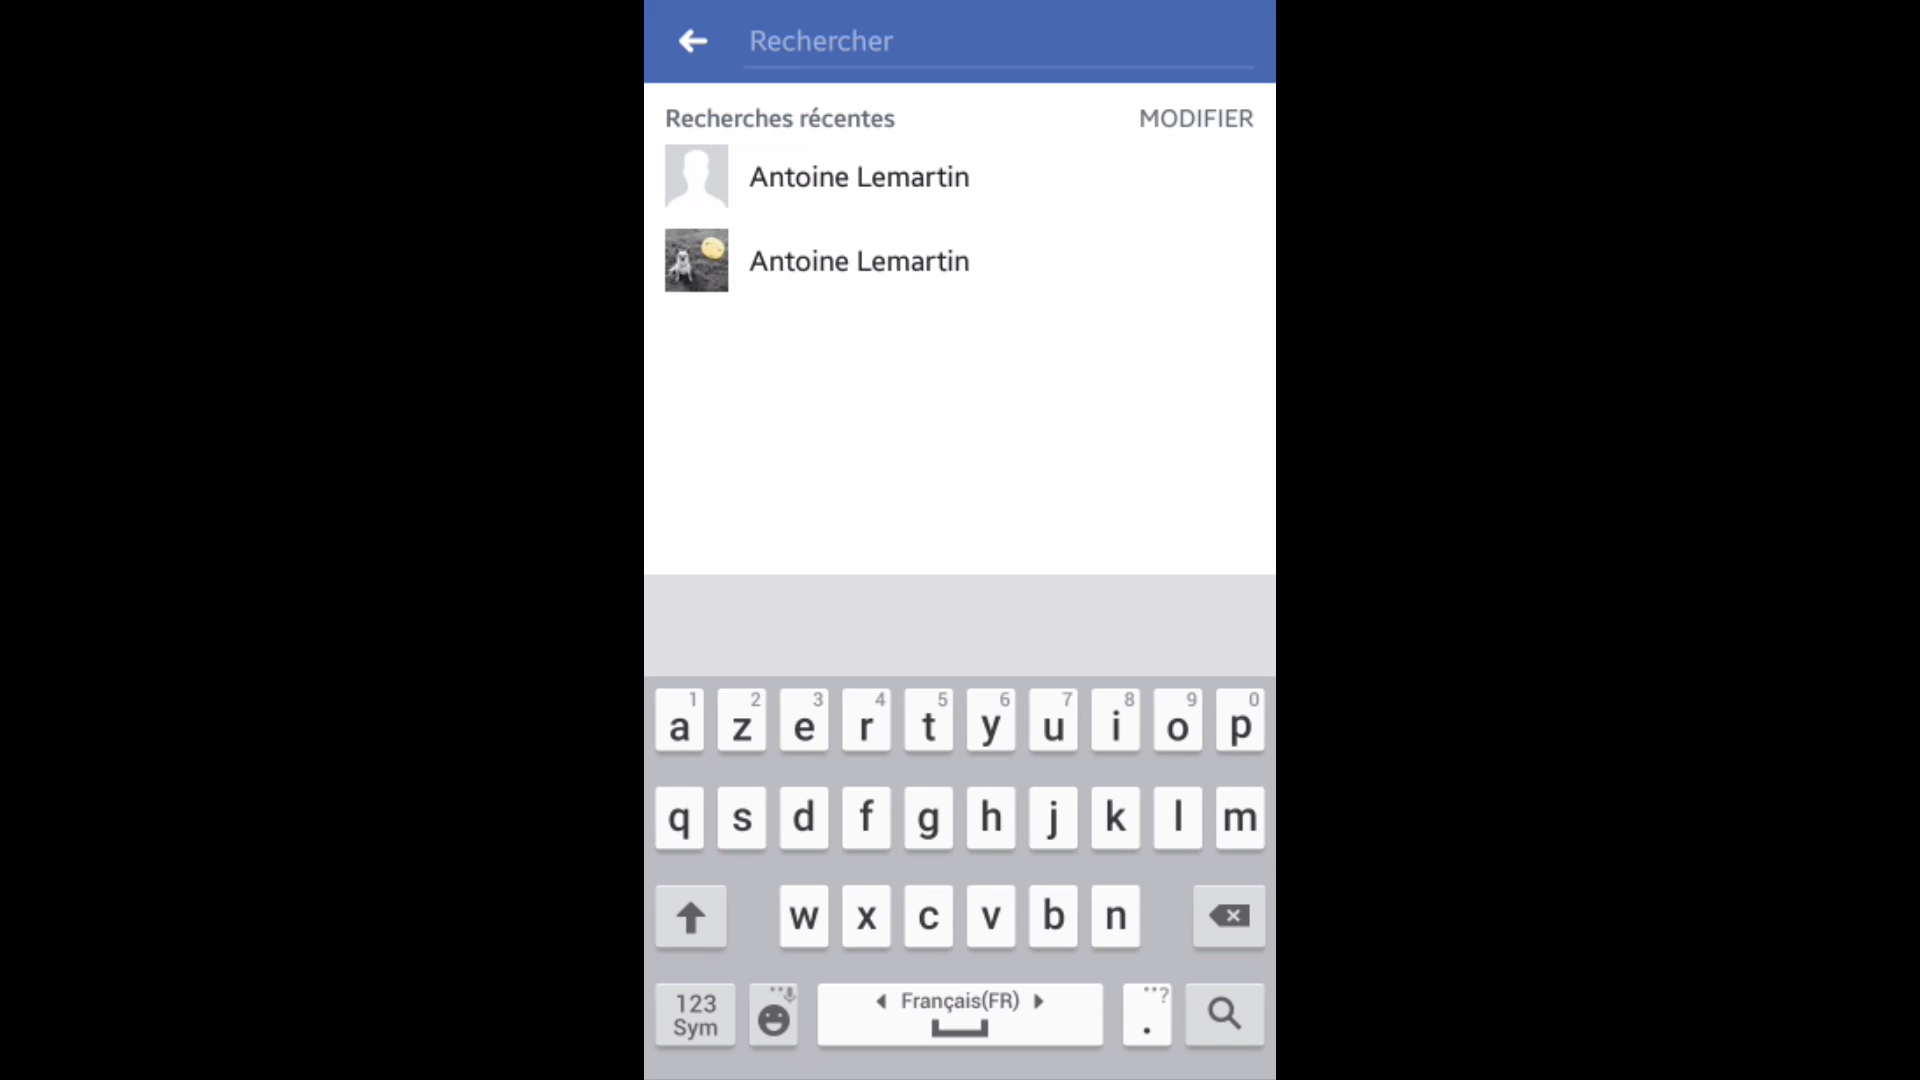 Rechercher
Recherches récentes MODIFIER
Antoine Lemartin
Antoine Lemartin
1 2 3 4 5 6 7 8 9 0
a z e r t y u i o p
q s d f g h j k l m
w x c v b n
123 Sym Français(FR) . ?